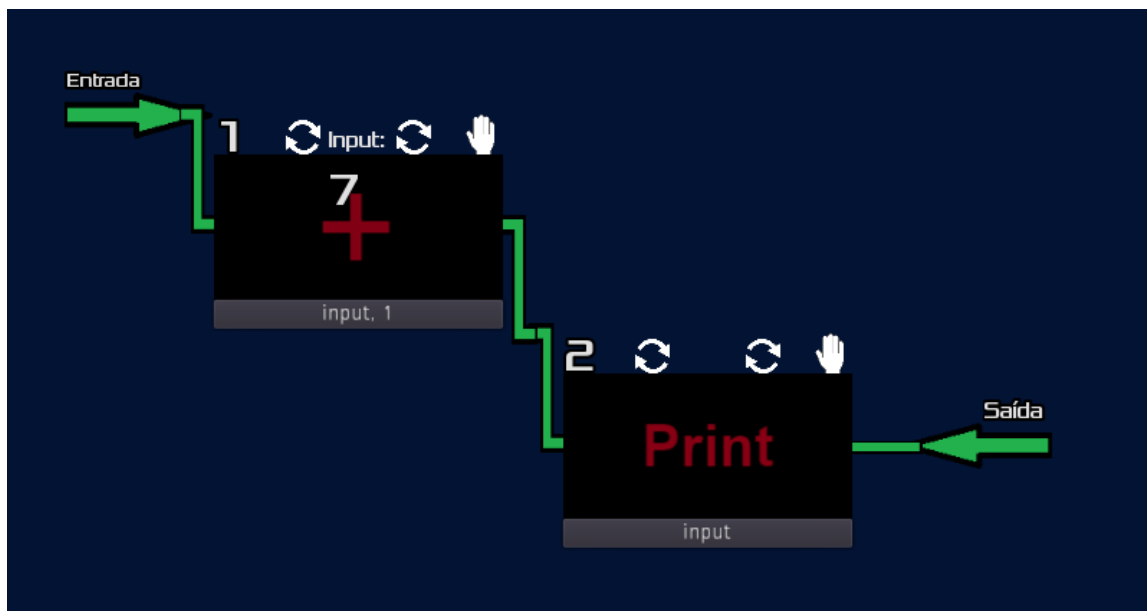 Entrada
1 Input:
7
+
input, 1
2
Print
Saída
input